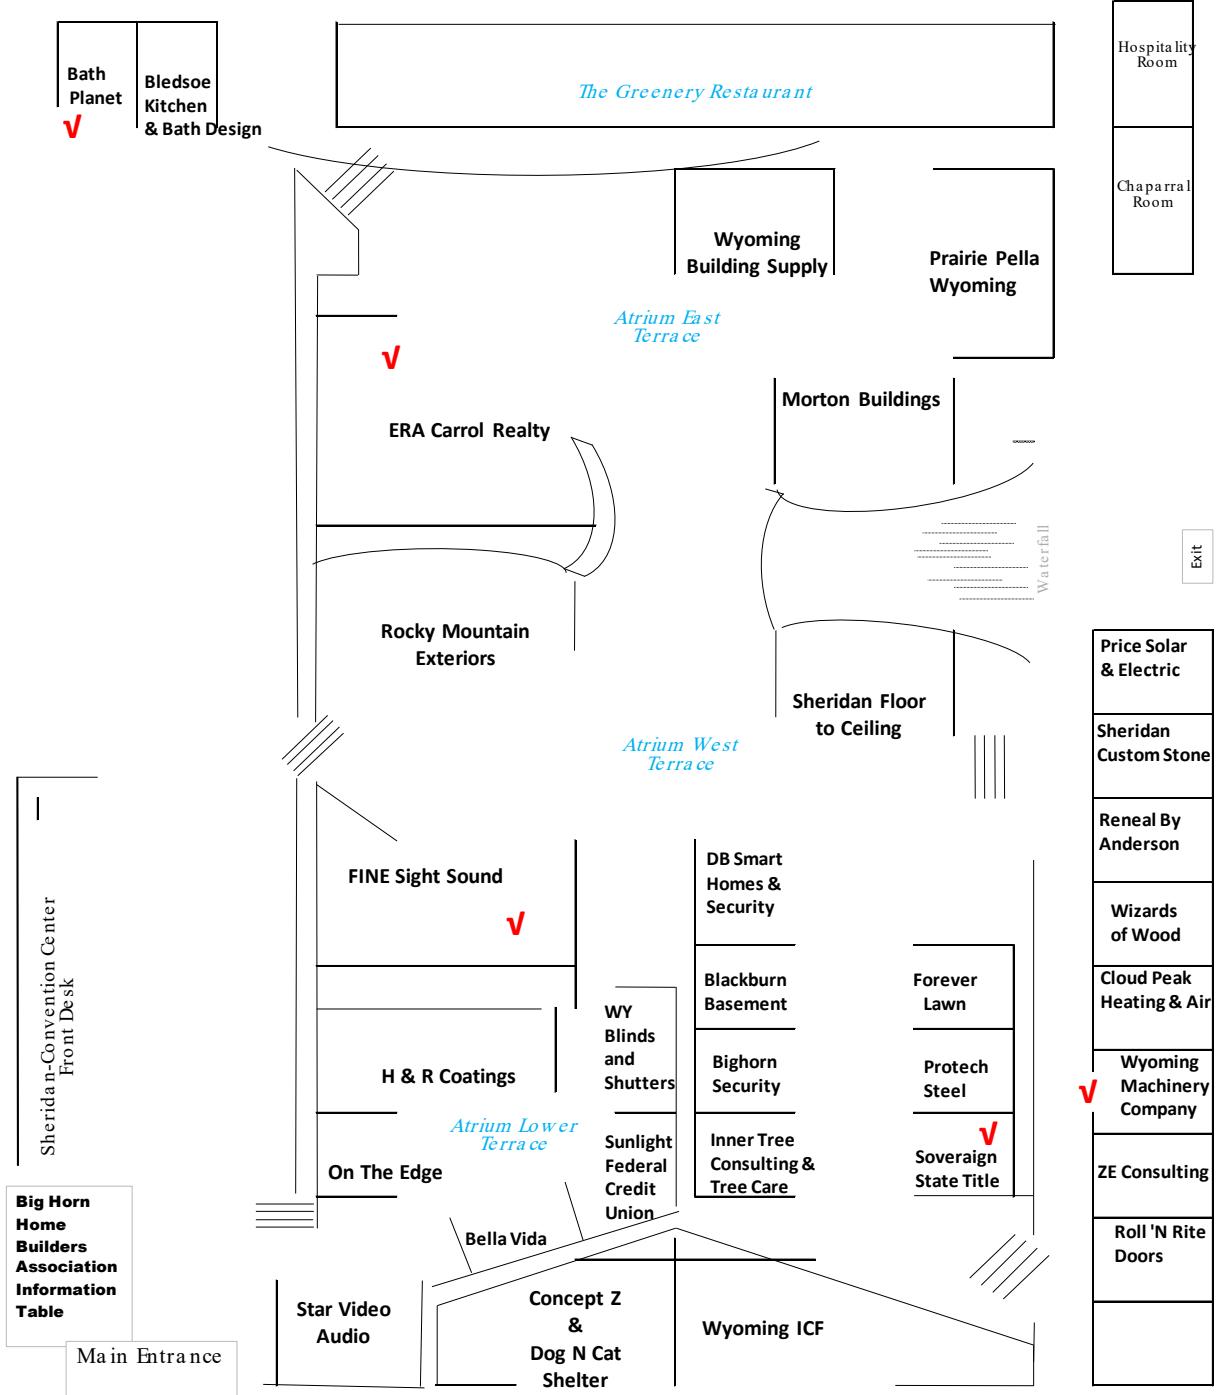 Hospitality
Room
Bath
Planet
√
Bledsoe
Kitchen
& Bath Design
The Greenery Restaurant
Chaparral
Room
Wyoming
Building Supply
Prairie Pella
Wyoming
Atrium East
Terrace
√
ERA Carrol Realty
Morton Buildings
Waterfall
Exit
Rocky Mountain
Exteriors
Price Solar
& Electric
Sheridan Floor
to Ceiling
Sheridan
Custom Stone
Atrium West
Terrace
Reneal By
Anderson
FINE Sight Sound
√
DB Smart
Homes &
Security
Wizards
of Wood
Sheridan-Convention Center
Front Desk
Blackburn
Basement
Forever
Lawn
Cloud Peak
Heating & Air
WY
Blinds
and
Shutters
H & R Coatings
Bighorn
Security
Protech
Steel
√
Wyoming
Machinery
Company
Atrium Lower
Terrace
On The Edge
Sunlight
Federal
Credit
Union
Inner Tree
Consulting &
Tree Care
√
Soveraign
State Title
ZE Consulting
Big Horn
Home
Builders
Association
Information
Table
Bella Vida
Roll 'N Rite
Doors
Star Video
Audio
Concept Z
&
Dog N Cat
Shelter
Wyoming ICF
Main Entrance